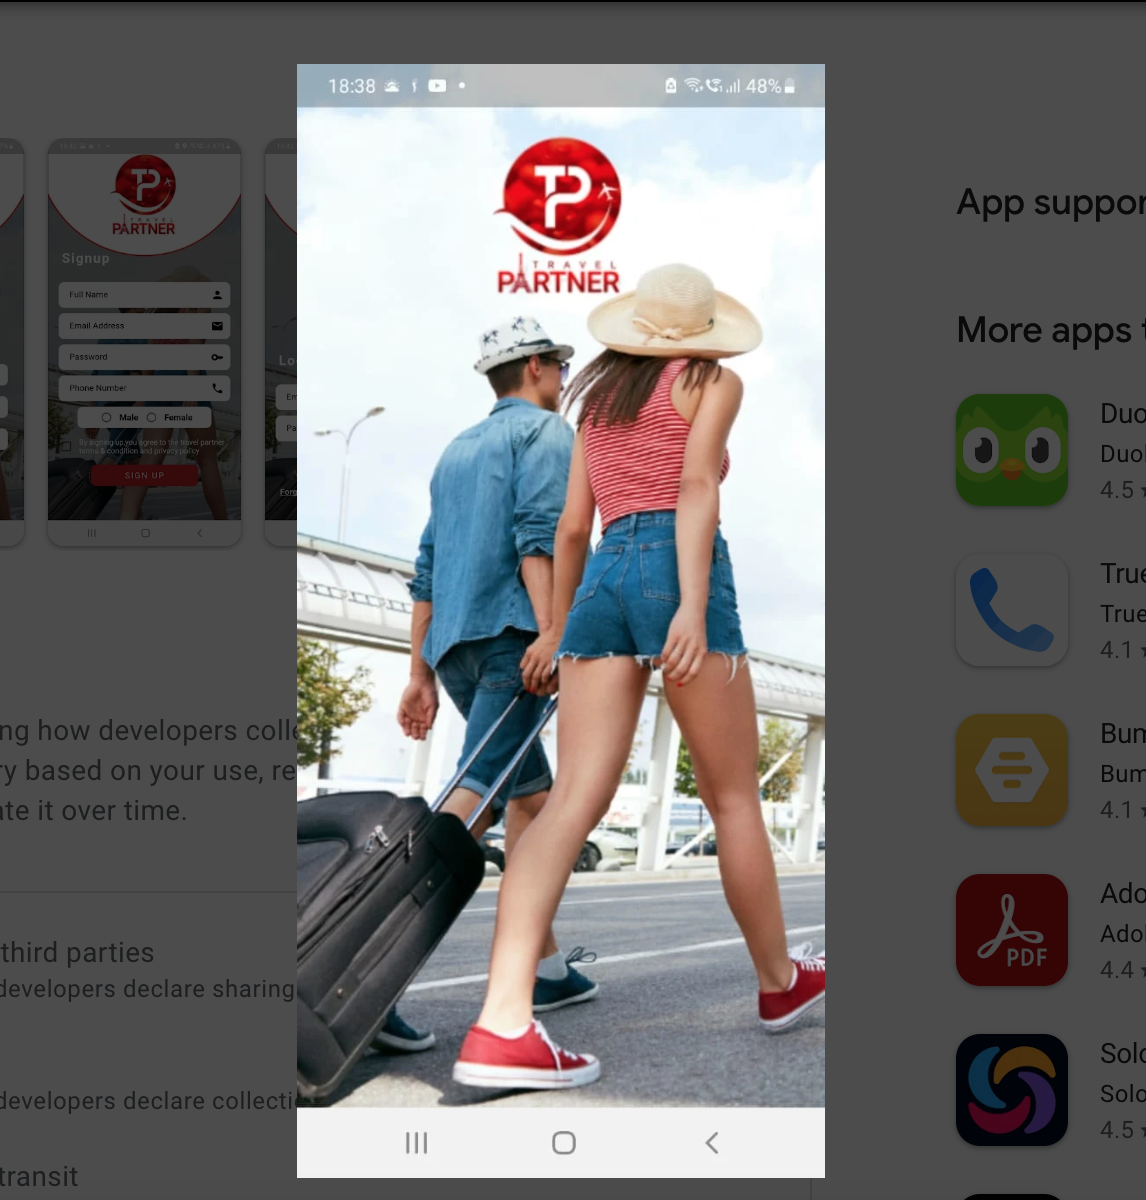 18:38
48%
TP
TRAVEL
PARTNER
TP
TRAVEL
PARTNER
Signup
Full Name
Email Address
Password
Phone Number
Male Female
By signing up,you agree to the travel partner
terms & condition and privacy policy
SIGN UP
Lo
Em
Pa
Forg
ng how developers colle
ry based on your use, re
ate it over time.
third parties
developers declare sharing
developers declare collecti
transit
App suppor
More apps t
Duo
Duol
4.5
True
True
4.1
Bum
Bum
4.1
PDF
Ado
Adol
4.4
Solo
Solo
4.5